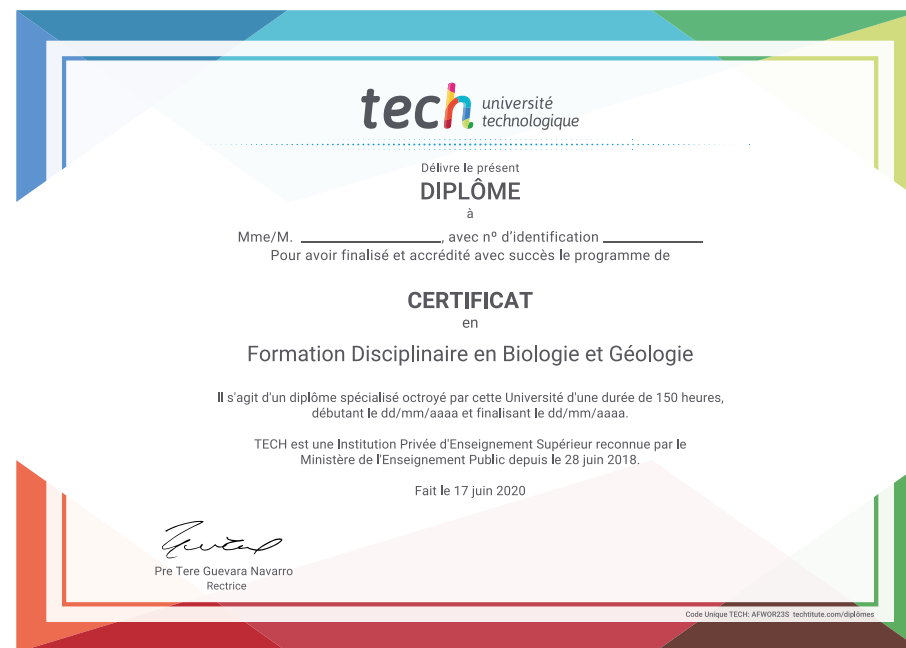 tech université
technologique
Délivre le présent
DIPLÔME
à
Mme/M. ____________________, avec nº d'identification ______________
Pour avoir finalisé et accrédité avec succès le programme de
CERTIFICAT
en
Formation Disciplinaire en Biologie et Géologie
Il s'agit d'un diplôme spécialisé octroyé par cette Université d'une durée de 150 heures,
débutant le dd/mm/aaaa et finalisant le dd/mm/aaaa.
TECH est une Institution Privée d'Enseignement Supérieur reconnue par le
Ministère de l'Enseignement Public depuis le 28 juin 2018.
Fait le 17 juin 2020
Pre Tere Guevara Navarro
Rectrice
Code Unique TECH: AFWOR23S techtitute.com/diplômes